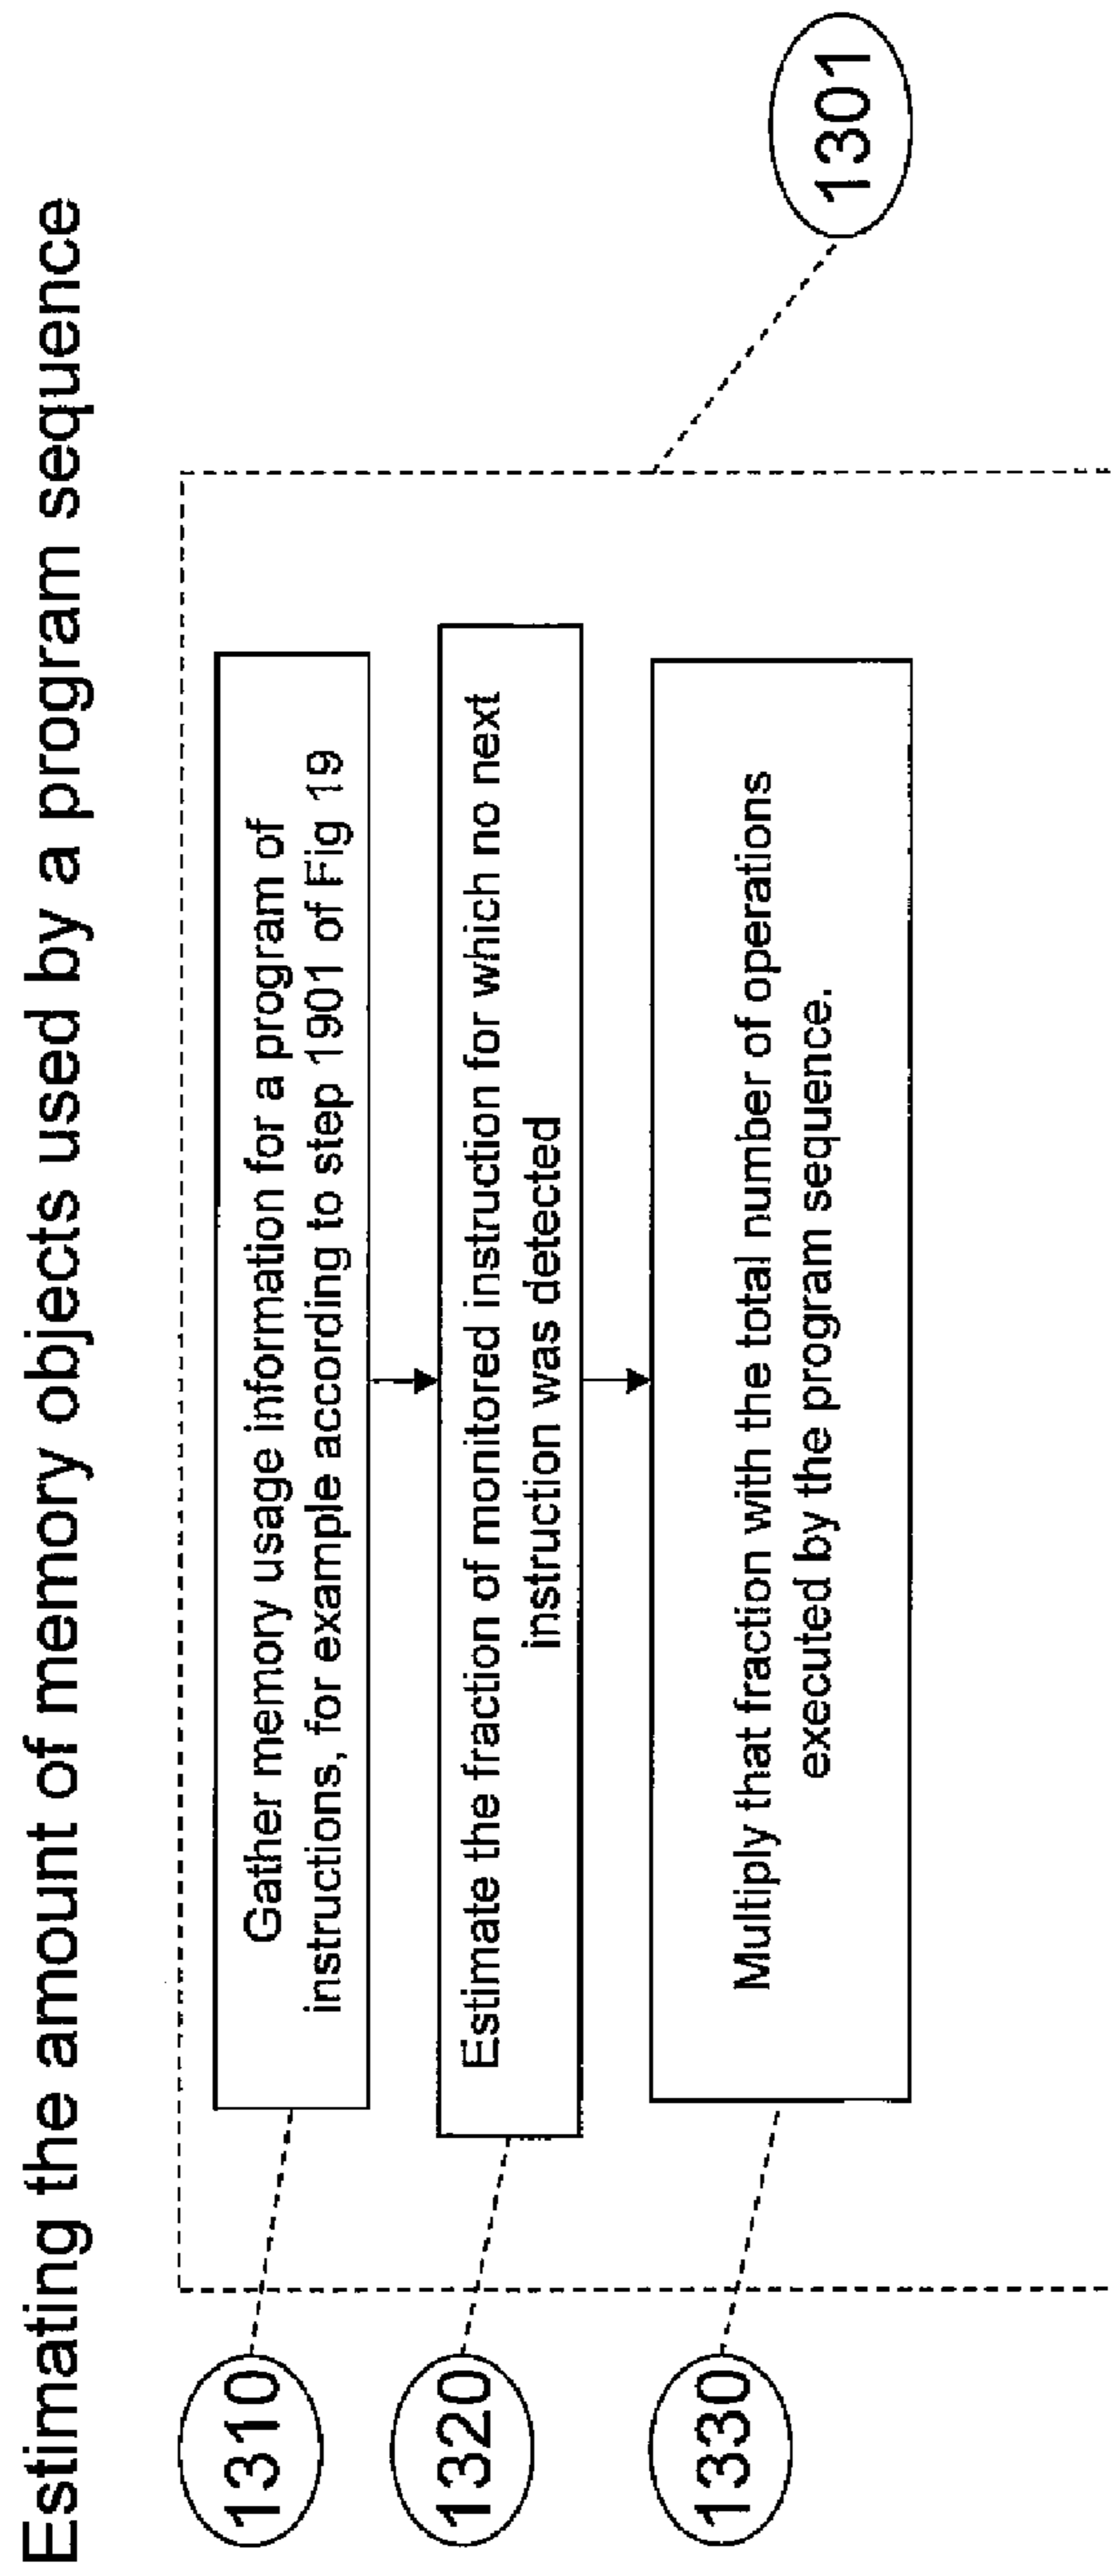 Estimating the amount of memory objects used by a program sequence
1301
1310
Gather memory usage information for a program of
instructions, for example according to step 1901 of Fig 19
1320
Estimate the fraction of monitored instruction for which no next
instruction was detected
1330
Multiply that fraction with the total number of operations
executed by the program sequence.